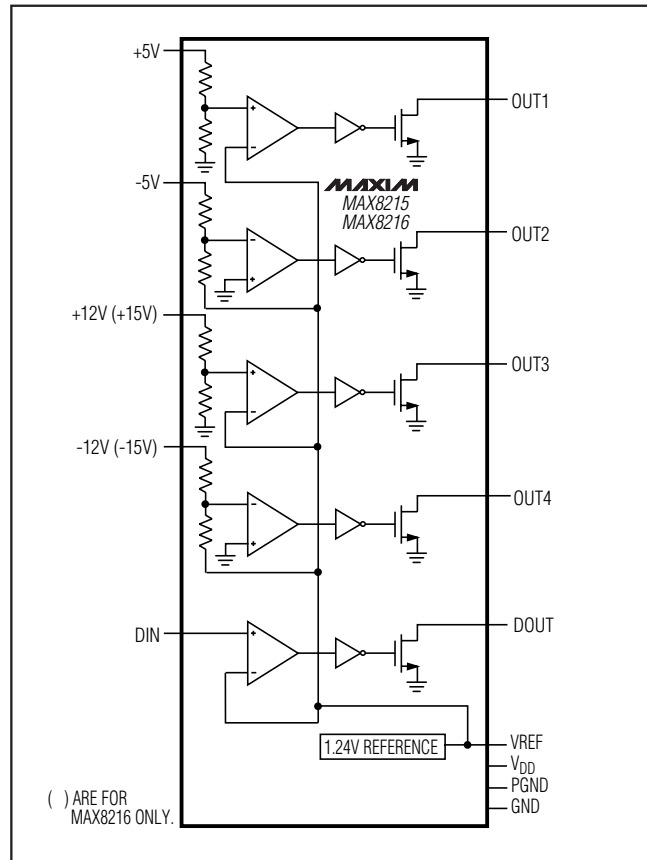 +5V
+
-
OUT1
MAXIM
MAX8215
MAX8216
-5V
-
+
OUT2
+12V (+15V)
+
-
OUT3
-12V (-15V)
-
+
OUT4
DIN
+
-
DOUT
1.24V REFERENCE
VREF
VDD
PGND
GND
( ) ARE FOR
MAX8216 ONLY.